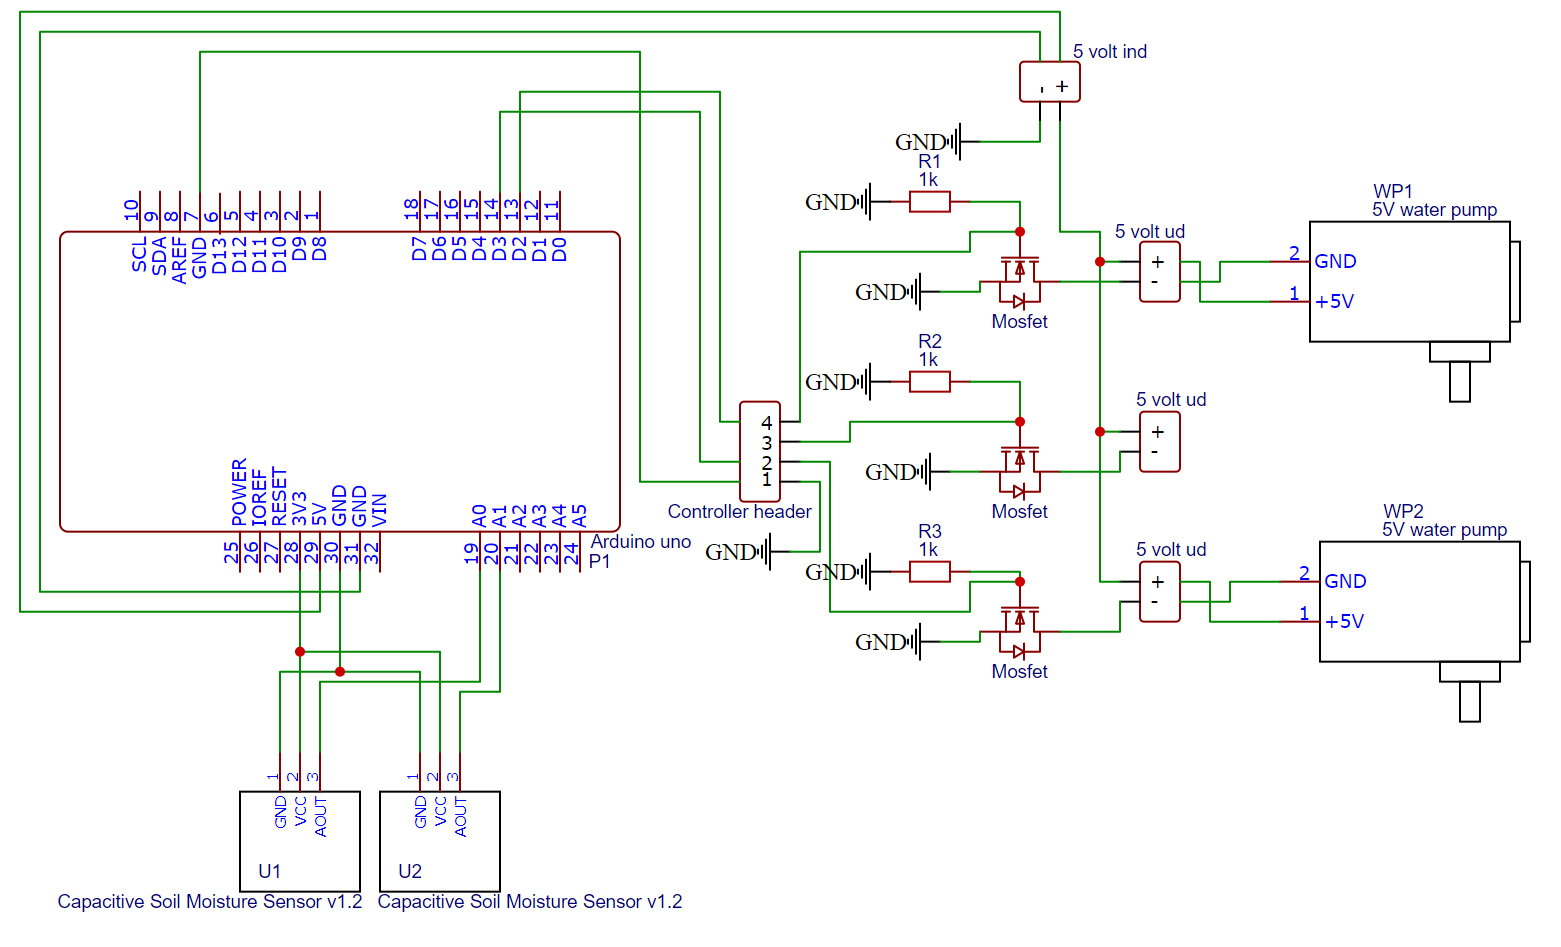 5 volt ind
- +
GND
R1
1k
GND
10 9 8 7 6 5 4 3 2 1
18 17 16 15 14 13 12 11
SCL SDA AREF GND D13 D12 D11 D10 D9 D8
D7 D6 D5 D4 D3 D2 D1 D0
GND
Mosfet
5 volt ud
+
-
WP1
5V water pump
2 GND
1 +5V
R2
1k
GND
GND
Mosfet
5 volt ud
+
-
4
3
2
1
Controller header
GND
POWER IOREF RESET 3V3 5V GND GND VIN
A0 A1 A2 A3 A4 A5
25 26 27 28 29 30 31 32
19 20 21 22 23 24
Arduino uno
P1
R3
1k
GND
GND
Mosfet
5 volt ud
+
-
WP2
5V water pump
2 GND
1 +5V
1 2 3
GND VCC AOUT
U1
Capacitive Soil Moisture Sensor v1.2
1 2 3
GND VCC AOUT
U2
Capacitive Soil Moisture Sensor v1.2